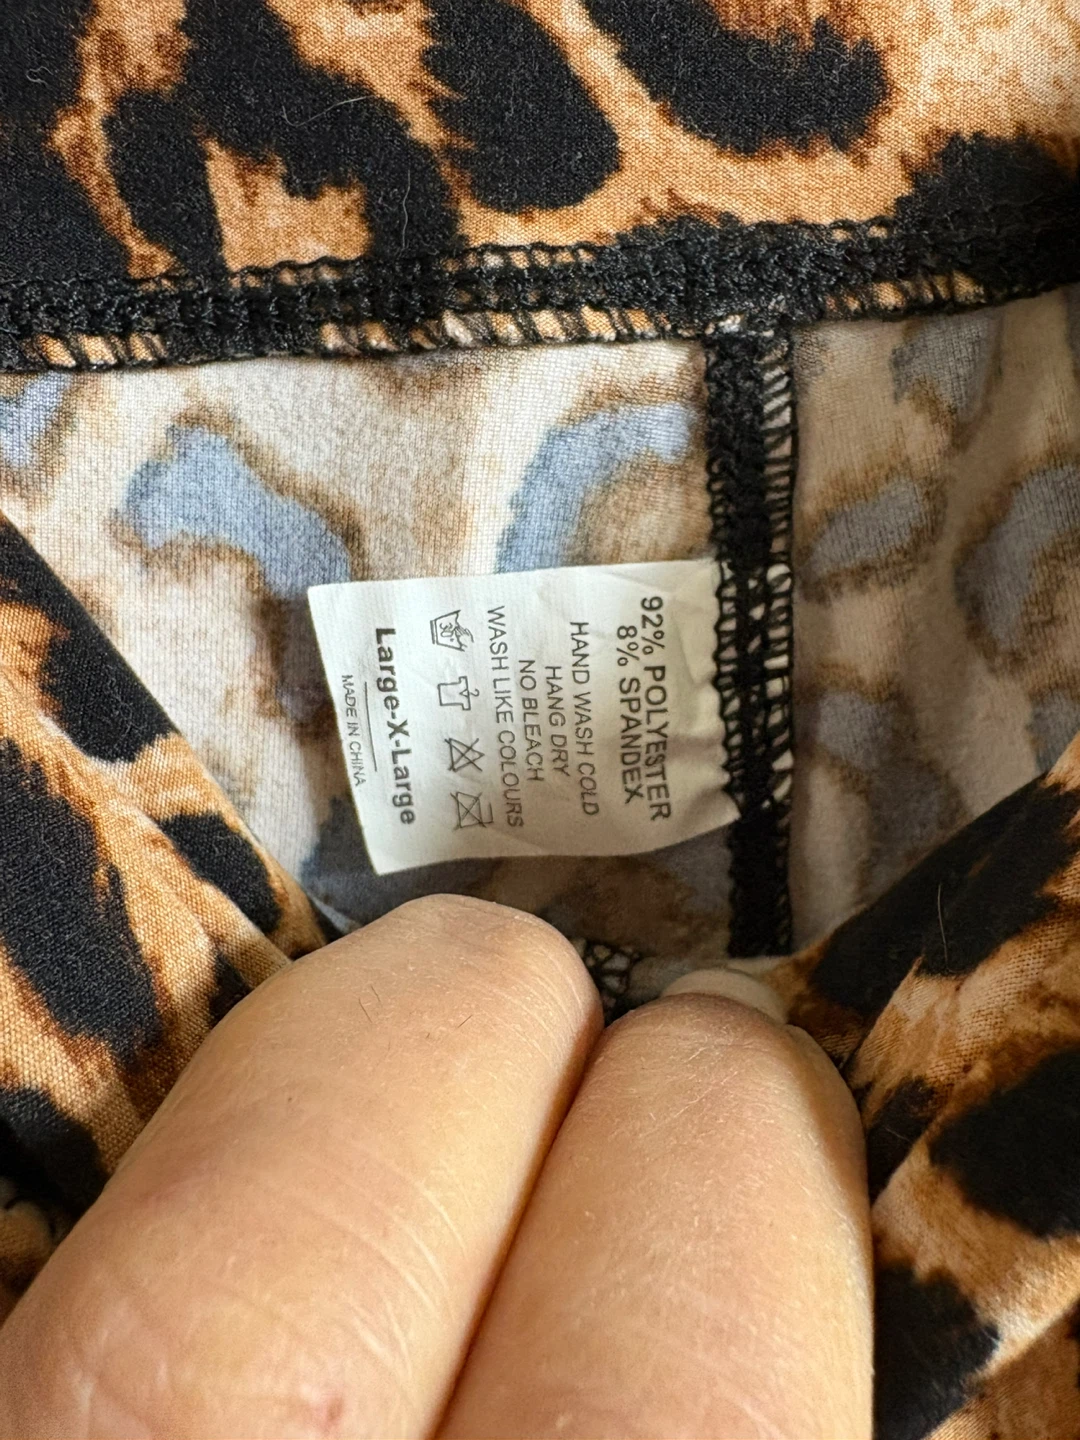 92% POLYESTER
8% SPANDEX
HAND WASH COLD
HANG DRY
NO BLEACH
WASH LIKE COLOURS
30°
Large-X-Large
MADE IN CHINA